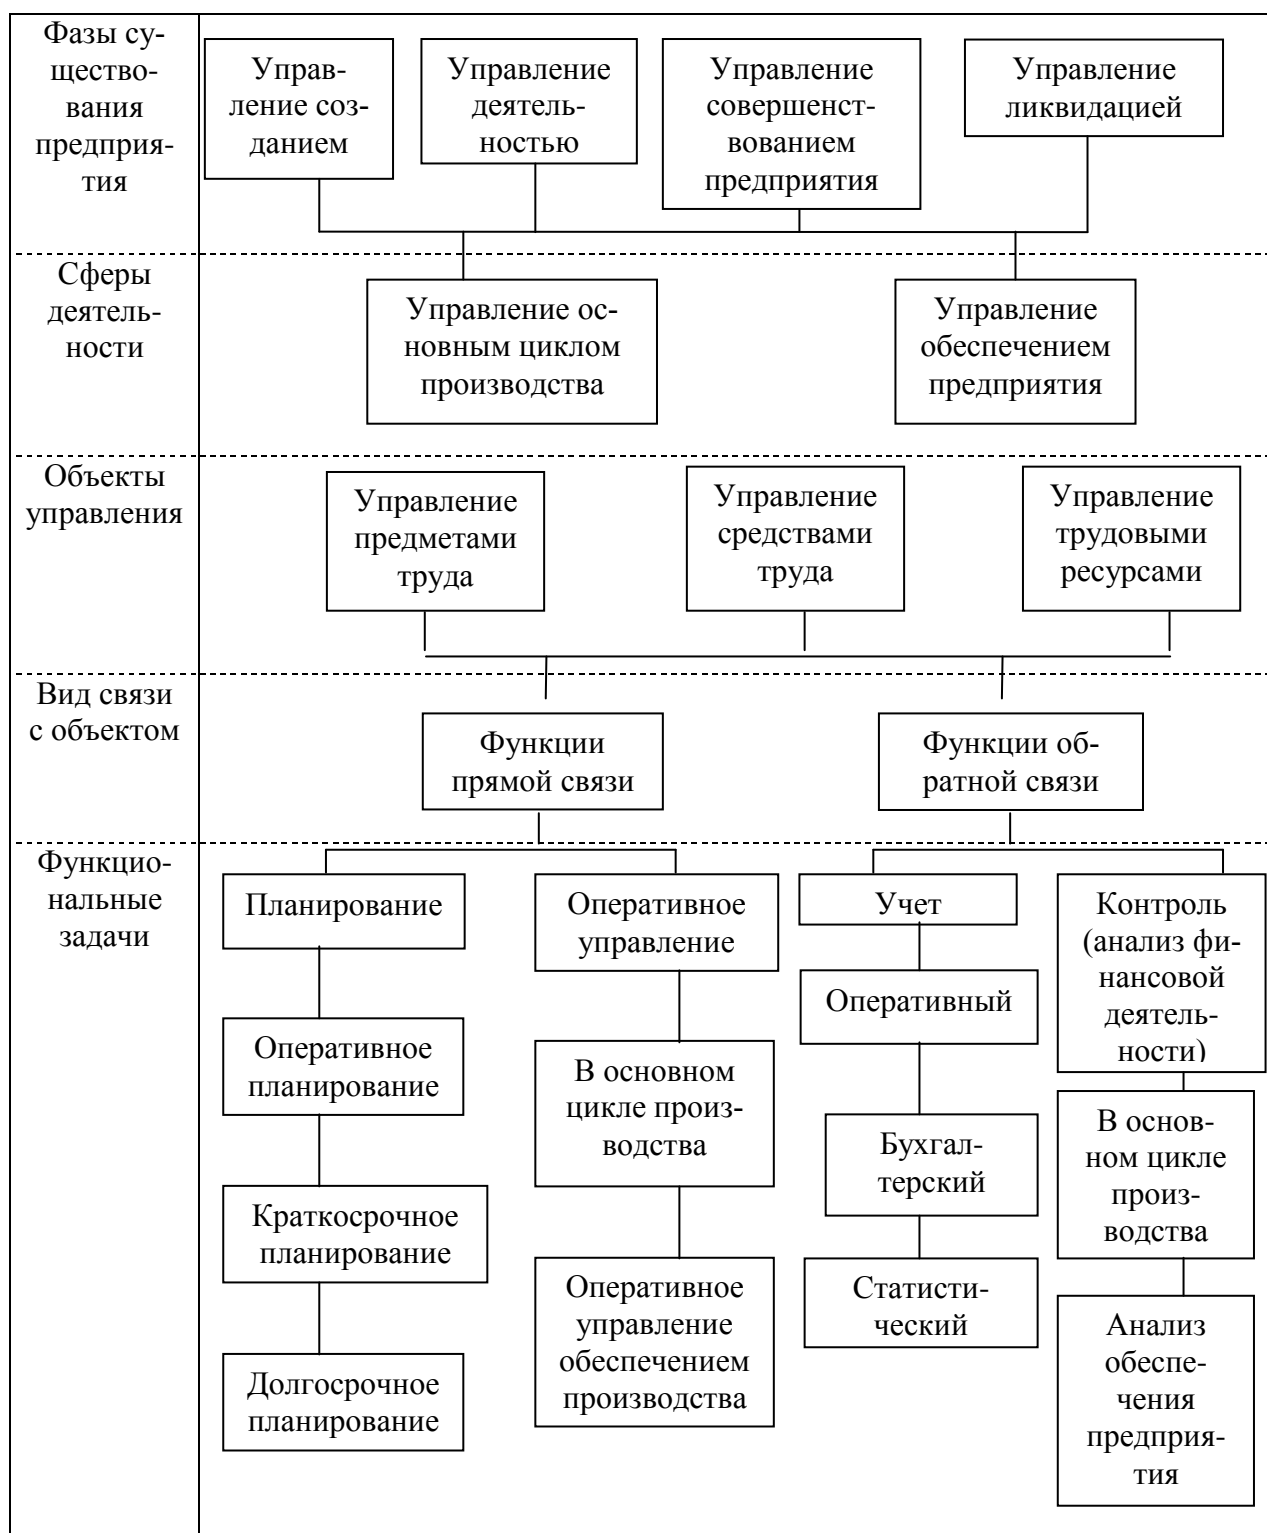 Фазы су-
ществo-
вания
предприя-
тия
Управ-
ление соз-
данием
Управление
деятель-
ностью
Управление
совершенст-
вованием
предприятия
Управление
ликвидацией
Сферы
деятель-
ности
Управление ос-
новным циклом
производства
Управление
обеспечением
предприятия
Объекты
управления
Управление
предметами
труда
Управление
средствами
труда
Управление
трудовыми
ресурсами
Вид связи
с объектом
Функции
прямой связи
Функции об-
ратной связи
Функцио-
нальные
задачи
Планирование
Оперативное
планирование
Краткосрочное
планирование
Долгосрочное
планирование
Оперативное
управление
В основном
цикле произ-
водства
Оперативное
управление
обеспечением
производства
Учет
Оперативный
Бухгал-
терский
Статисти-
ческий
Контроль
(анализ фи-
нансовой
деятель-
ности)
В основ-
ном цикле
произ-
водства
Анализ
обеспе-
чения
предприя-
тия